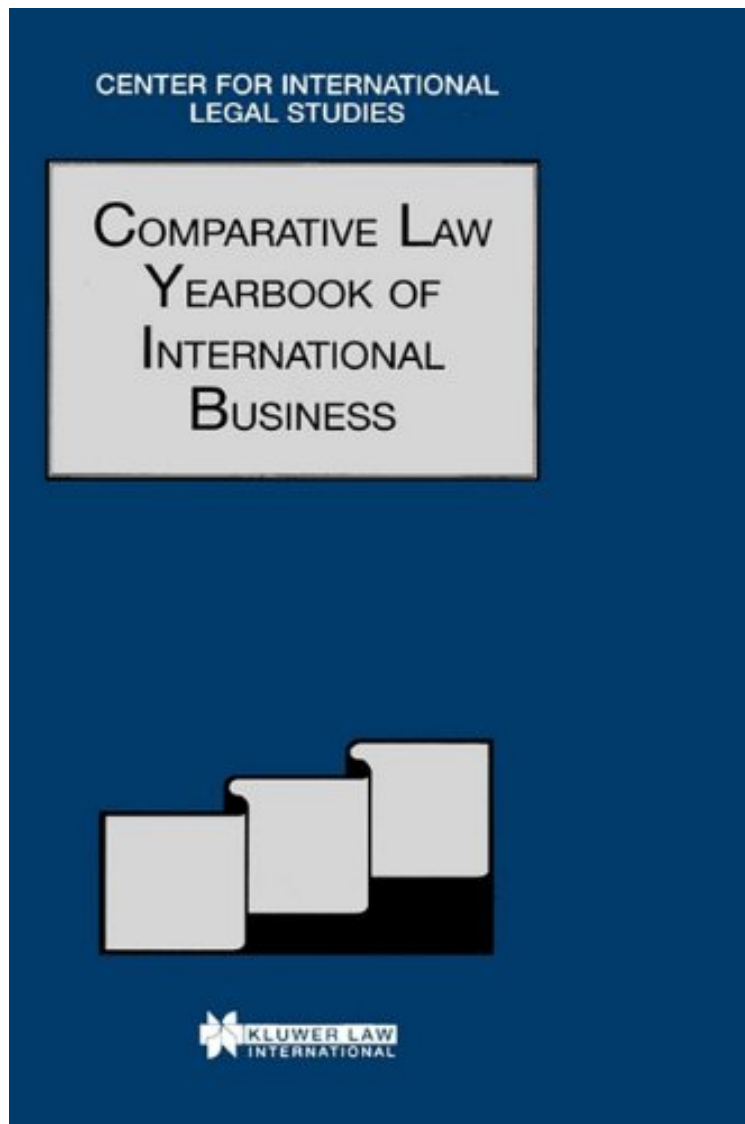 CENTER FOR INTERNATIONAL
LEGAL STUDIES
COMPARATIVE LAW
YEARBOOK OF
INTERNATIONAL
BUSINESS
KLUWER LAW
INTERNATIONAL